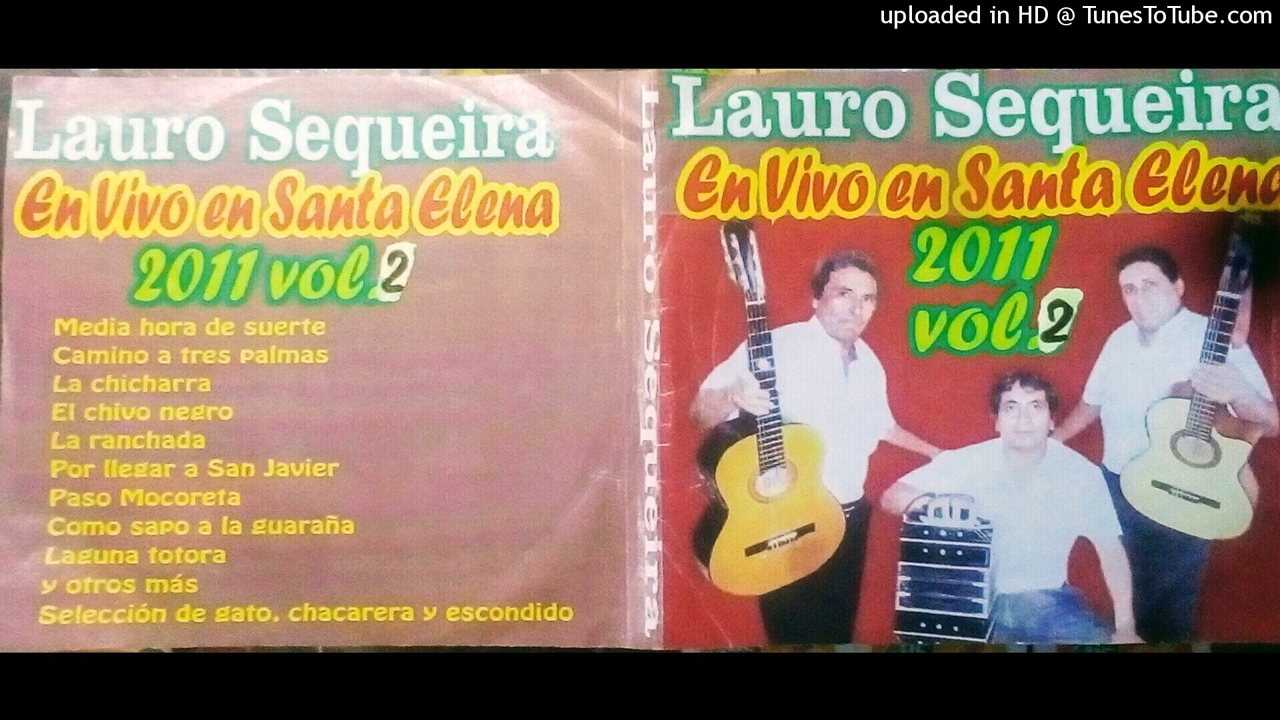 uploaded in HD @ TunesToTube.com
Lauro Sequeira
En Vivo en Santa Elena
2011 vol.2
Media hora de suerte
Camino a tres palmas
La chicharra
El chivo negro
La ranchada
Por llegar a San Javier
Paso Mocoreta
Como sapo a la guaraña
Laguna totora
y otros más
Selección de gato, chacarera y escondido
Lauro Sequeira
Lauro Sequeira
En Vivo en Santa Elena
2011
vol.2